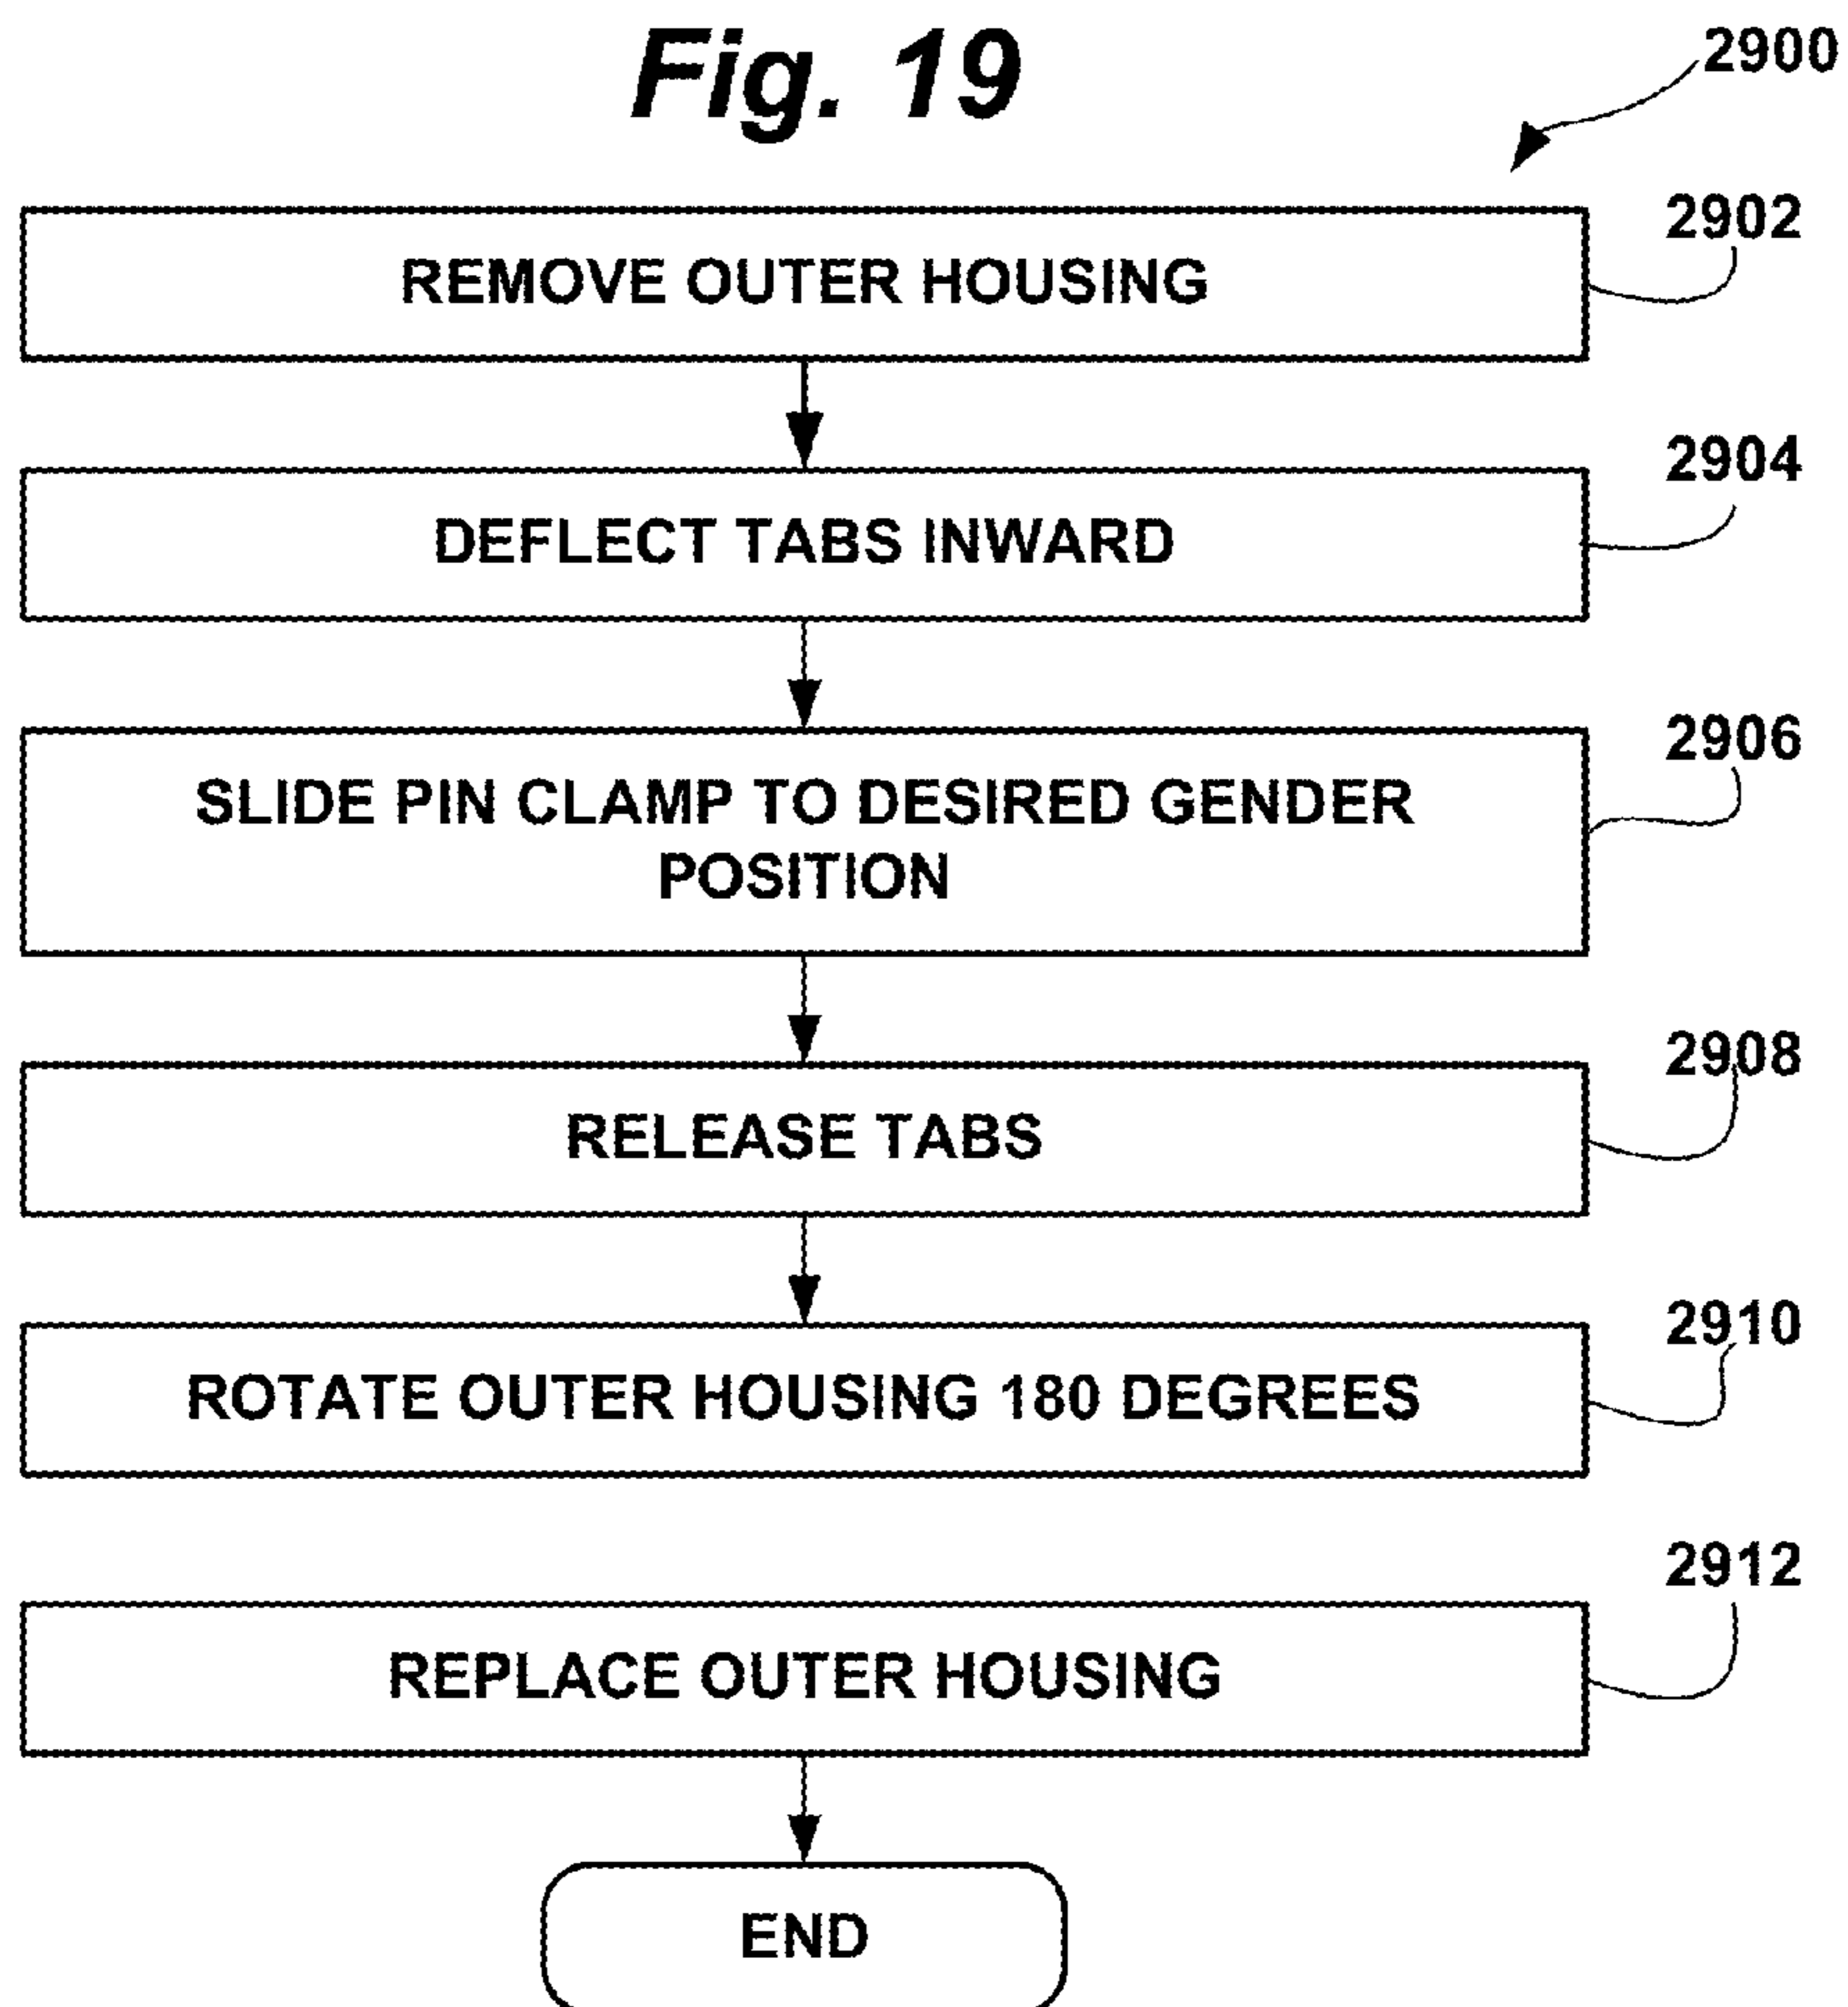 Fig. 19
2900
2902
REMOVE OUTER HOUSING
2904
DEFLECT TABS INWARD
2906
SLIDE PIN CLAMP TO DESIRED GENDER
POSITION
2908
RELEASE TABS
2910
ROTATE OUTER HOUSING 180 DEGREES
2912
REPLACE OUTER HOUSING
END